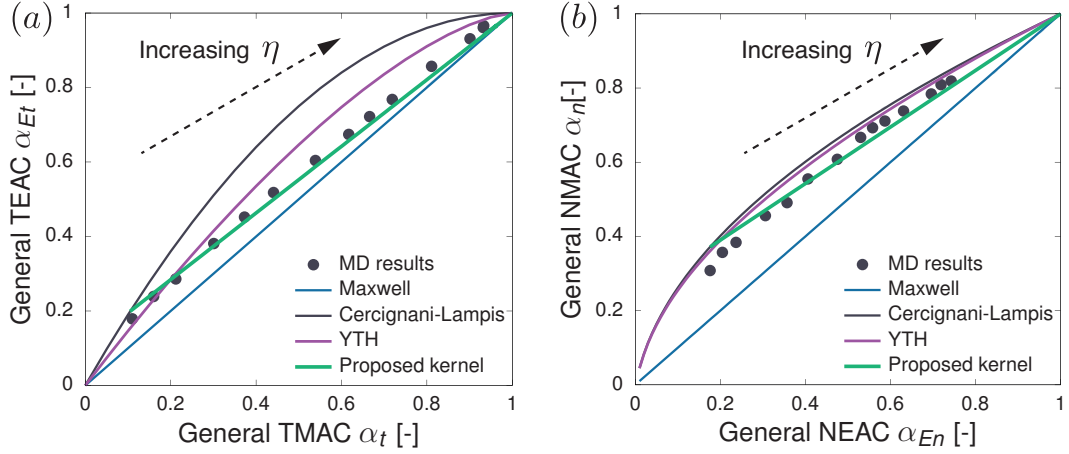 (a)
General TEAC α_Et [-]
1
0.8
0.6
0.4
0.2
0
Increasing η
MD results
Maxwell
Cercignani-Lampis
YTH
Proposed kernel
0 0.2 0.4 0.6 0.8 1
General TMAC α_t [-]
(b)
General NMAC α_n[-]
1
0.8
0.6
0.4
0.2
0
Increasing η
MD results
Maxwell
Cercignani-Lampis
YTH
Proposed kernel
0 0.2 0.4 0.6 0.8 1
General NEAC α_En [-]